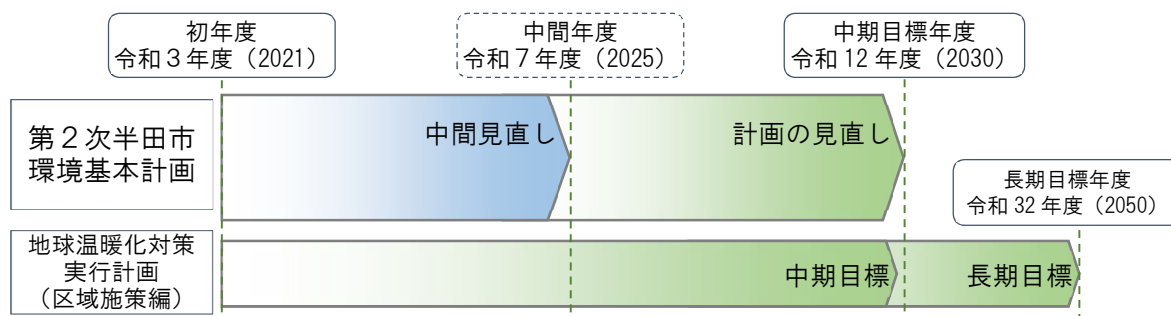 初年度
令和３年度（2021）
中間年度
令和７年度（2025）
中期目標年度
令和 12 年度（2030）
第２次半田市
環境基本計画
中間見直し
計画の見直し
長期目標年度
令和 32 年度（2050）
地球温暖化対策
実行計画
（区域施策編）
中期目標
長期目標